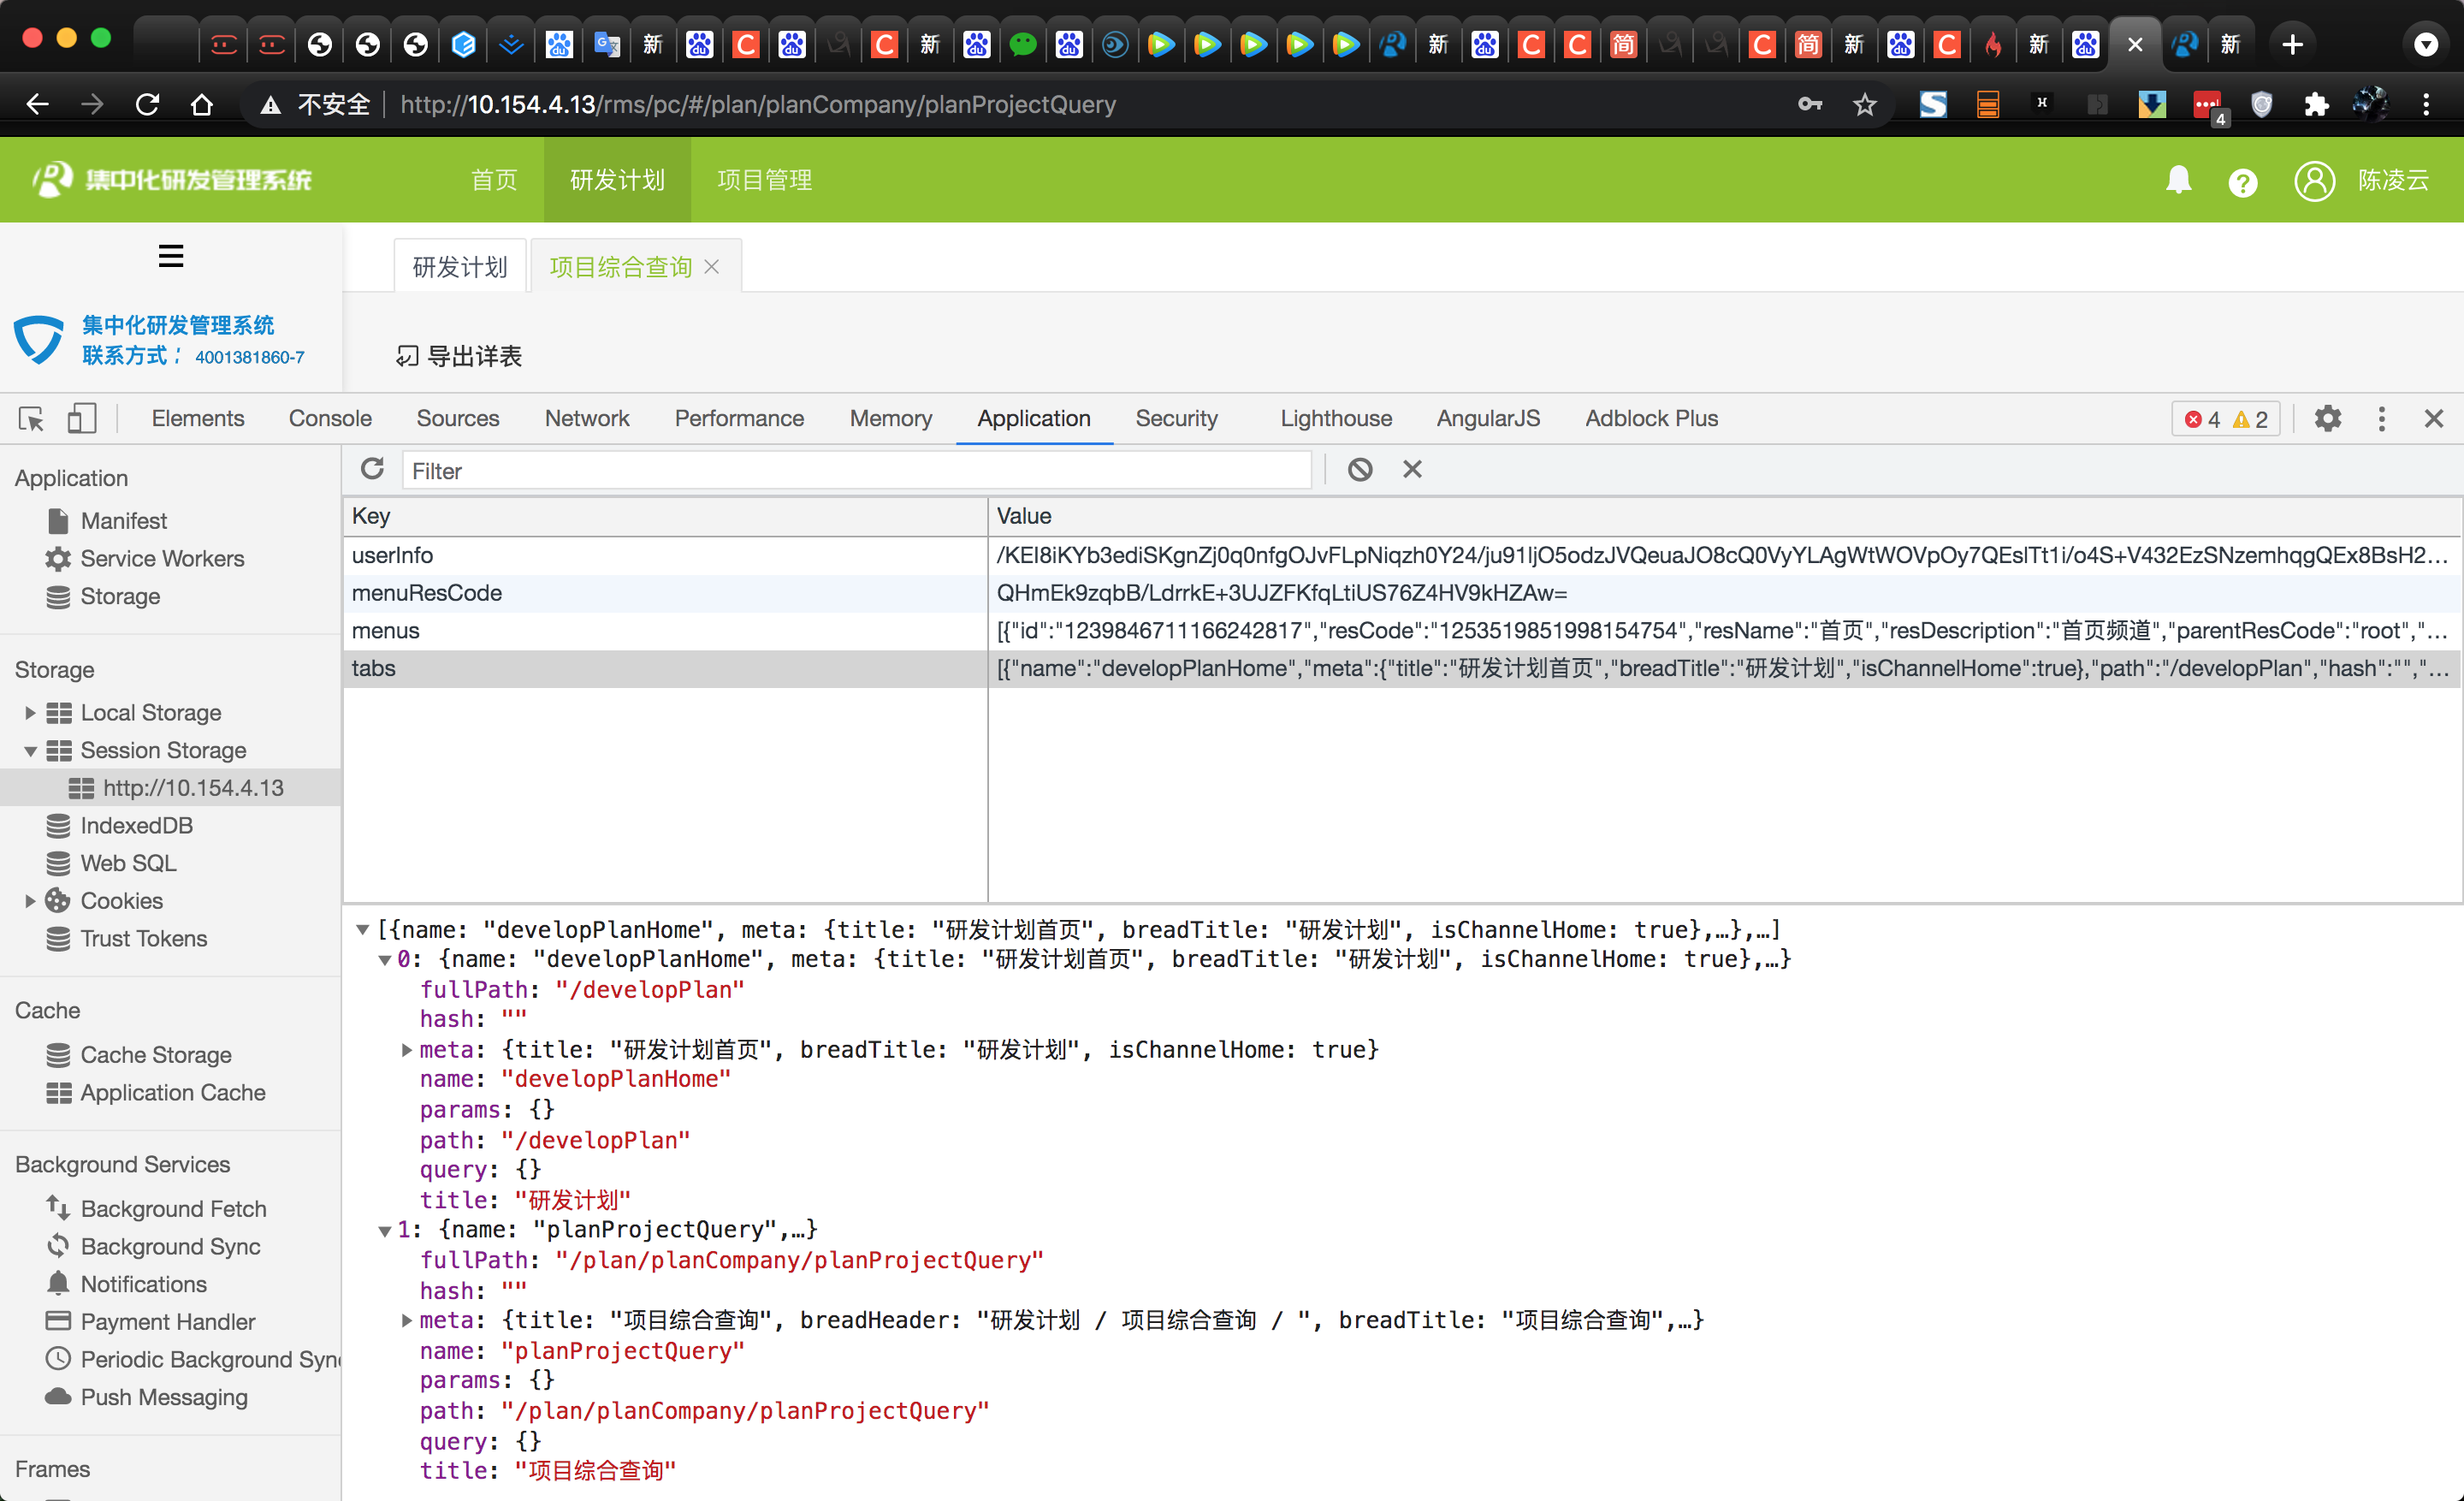 新 新 新 简 简 新 新 新
不安全 http://10.154.4.13/rms/pc/#/plan/planCompany/planProjectQuery 4
集中化研发管理系统 首页 研发计划 项目管理 陈凌云
研发计划 项目综合查询
集中化研发管理系统
联系方式： 4001381860-7
导出详表
Elements Console Sources Network Performance Memory Application Security Lighthouse AngularJS Adblock Plus 4 2
Filter
Application
Manifest
Service Workers
Storage
Storage
Local Storage
Session Storage
http://10.154.4.13
IndexedDB
Web SQL
Cookies
Trust Tokens
Cache
Cache Storage
Application Cache
Background Services
Background Fetch
Background Sync
Notifications
Payment Handler
Periodic Background Sync
Push Messaging
Frames
Key Value
userInfo /KEl8iKYb3ediSKgnZj0q0nfgOJvFLpNiqzh0Y24/ju91ljO5odzJVQeuaJO8cQ0VyYLAgWtWOVpOy7QEslTt1i/o4S+V432EzSNzemhqgQEx8BsH2…
menuResCode QHmEk9zqbB/LdrrkE+3UJZFKfqLtiUS76Z4HV9kHZAw=
menus [{"id":"1239846711166242817","resCode":"1253519851998154754","resName":"首页","resDescription":"首页频道","parentResCode":"root","…
tabs [{"name":"developPlanHome","meta":{"title":"研发计划首页","breadTitle":"研发计划","isChannelHome":true},"path":"/developPlan","hash":"","…
[{name: "developPlanHome", meta: {title: "研发计划首页", breadTitle: "研发计划", isChannelHome: true},…},…]
0: {name: "developPlanHome", meta: {title: "研发计划首页", breadTitle: "研发计划", isChannelHome: true},…}
fullPath: "/developPlan"
hash: ""
meta: {title: "研发计划首页", breadTitle: "研发计划", isChannelHome: true}
name: "developPlanHome"
params: {}
path: "/developPlan"
query: {}
title: "研发计划"
1: {name: "planProjectQuery",…}
fullPath: "/plan/planCompany/planProjectQuery"
hash: ""
meta: {title: "项目综合查询", breadHeader: "研发计划 / 项目综合查询 / ", breadTitle: "项目综合查询",…}
name: "planProjectQuery"
params: {}
path: "/plan/planCompany/planProjectQuery"
query: {}
title: "项目综合查询"